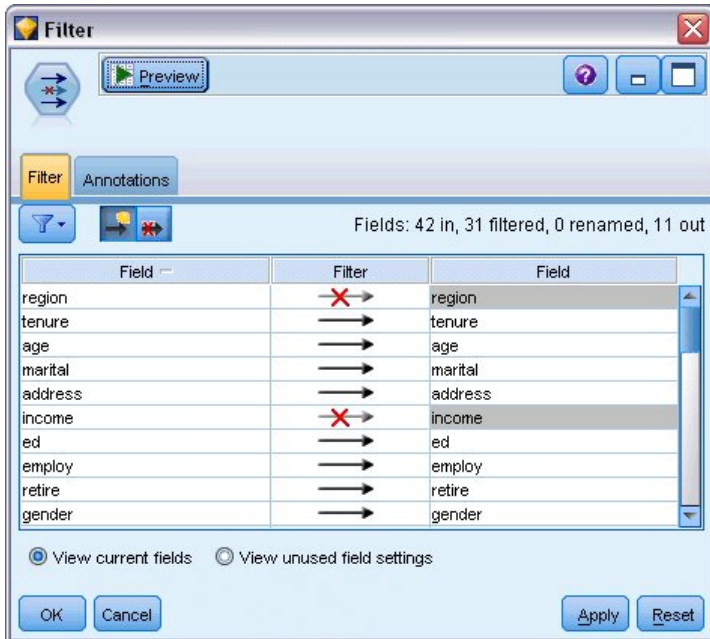 Filter
Preview
?
Filter Annotations
Fields: 42 in, 31 filtered, 0 renamed, 11 out
Field Filter Field
region region
tenure tenure
age age
marital marital
address address
income income
ed ed
employ employ
retire retire
gender gender
View current fields View unused field settings
OK Cancel Apply Reset